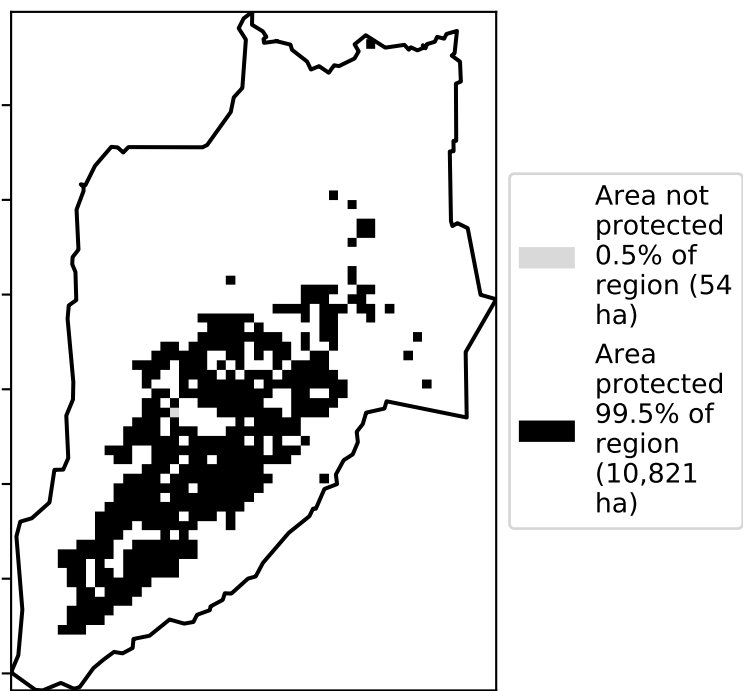 Area not
protected
0.5% of
region (54
ha)
Area
protected
99.5% of
region
(10,821
ha)